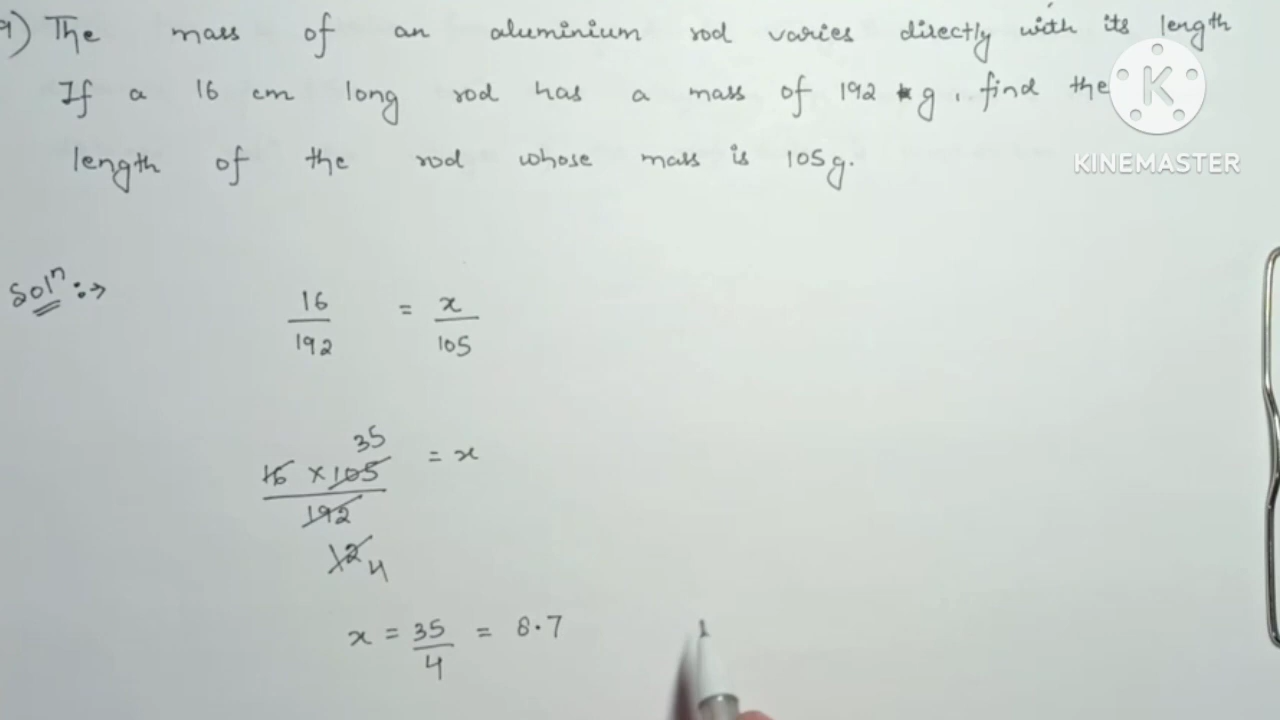 9) The mass of an aluminium rod varies directly with its length
If a 16 cm long rod has a mass of 192 g, find the
length of the rod whose mass is 105g.
K
KINEMASTER
Solⁿ :->
16/192 = x/105
35
16 × 105 = x
192
12 4
x = 35/4 = 8.7